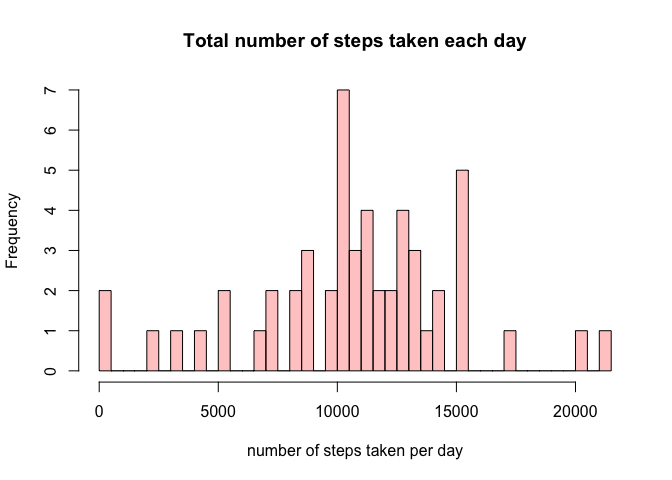 Total number of steps taken each day
Frequency
7
6
5
4
3
2
1
0
0 5000 10000 15000 20000
number of steps taken per day